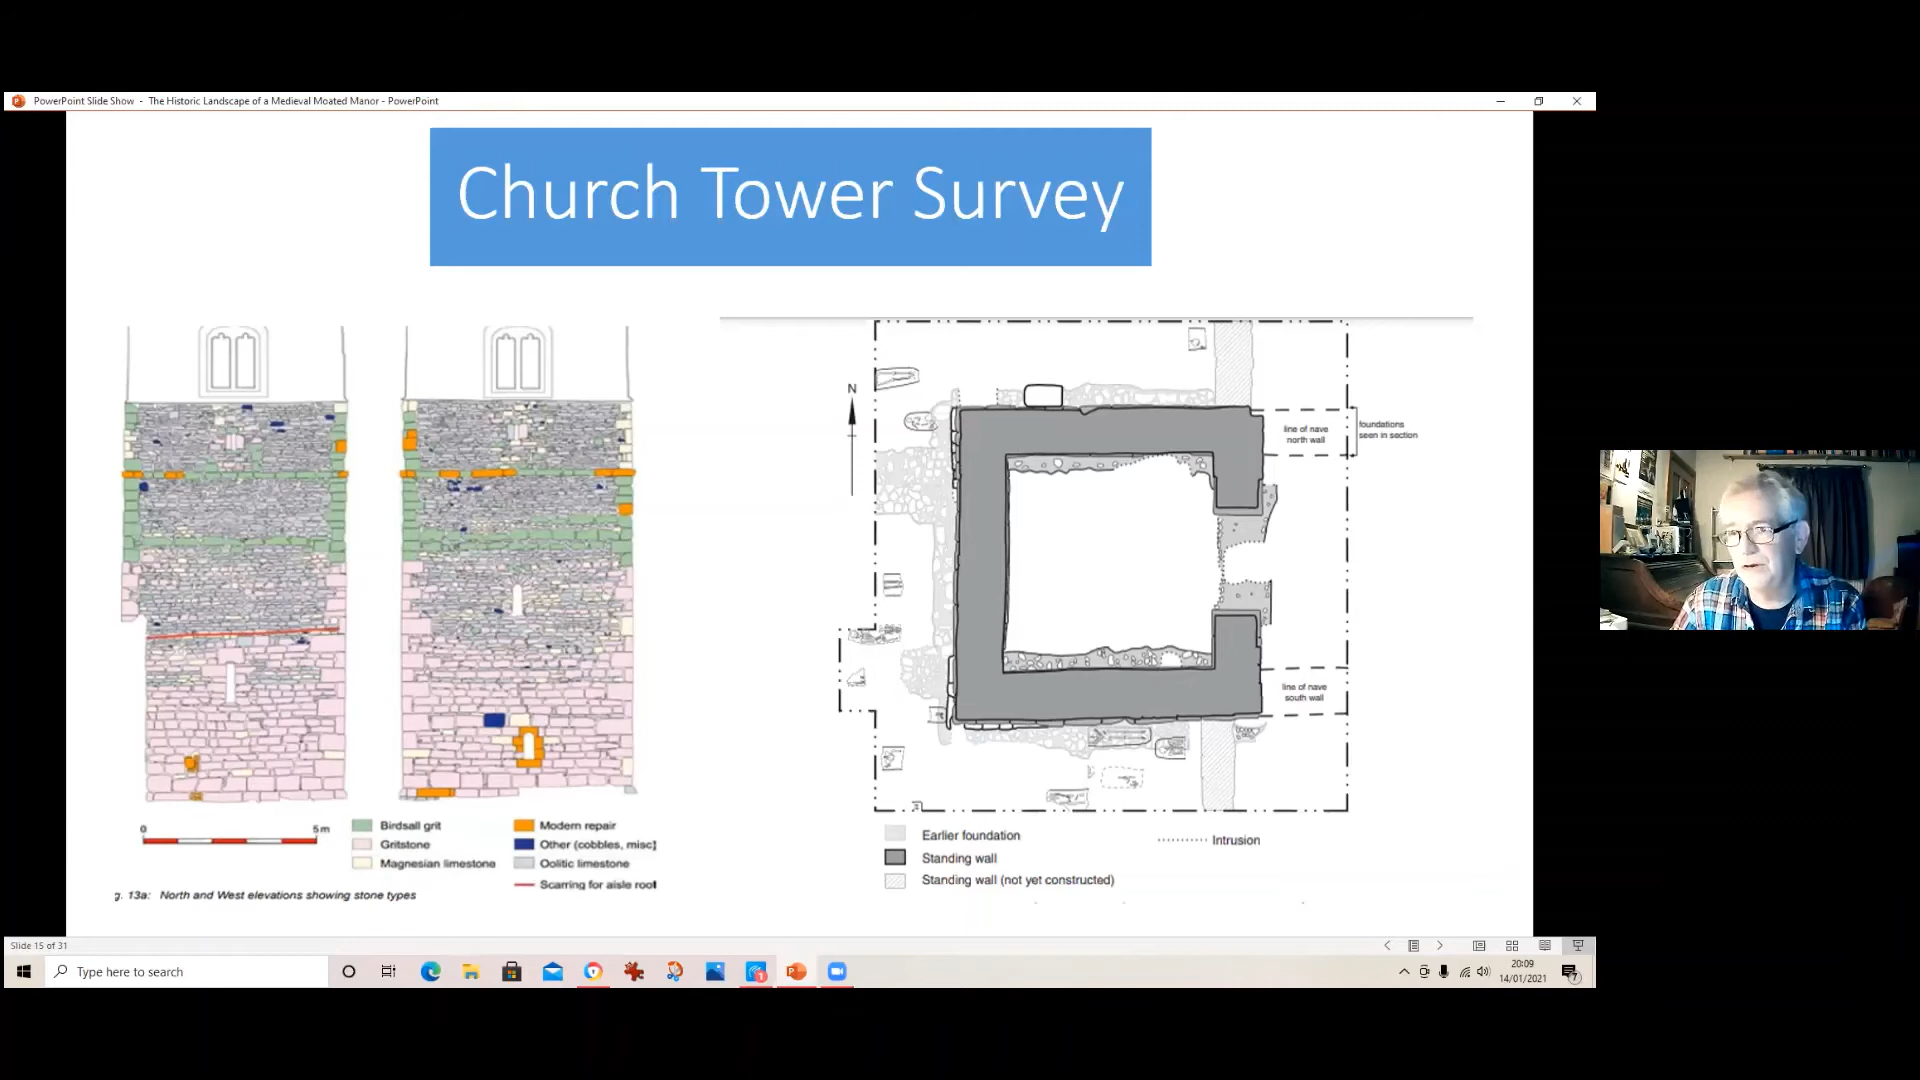 PowerPoint Slide Show - The Historic Landscape of a Medieval Moated Manor - PowerPoint
Church Tower Survey
N
line of nave
north wall
foundations
seen in section
line of nave
south wall
0
5m
Birdsall grit
Gritstone
Magnesian limestone
Modern repair
Other (cobbles, misc)
Oolitic limestone
Scarring for aisle roof
g. 13a: North and West elevations showing stone types
Earlier foundation
Standing wall
Standing wall (not yet constructed)
Intrusion
Slide 15 of 31
Type here to search
1
20:09
14/01/2021
7